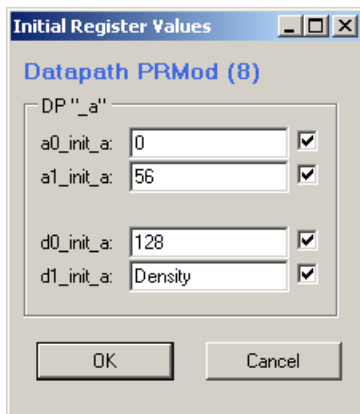 Initial Register Values
Datapath PRMod (8)
DP "_a"
a0_init_a: 0
a1_init_a: 56
d0_init_a: 128
d1_init_a: Density
OK Cancel